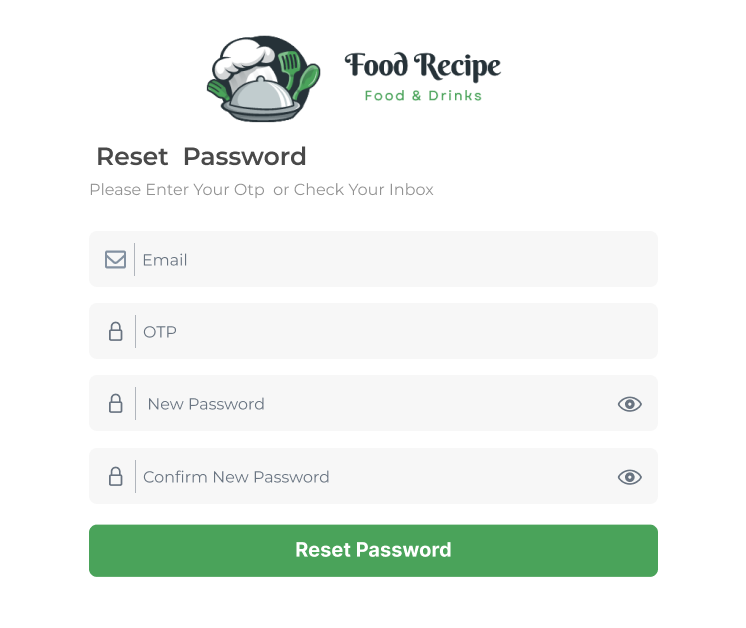 Food Recipe
Food & Drinks
Reset Password
Please Enter Your Otp or Check Your Inbox
Email
OTP
New Password
Confirm New Password
Reset Password